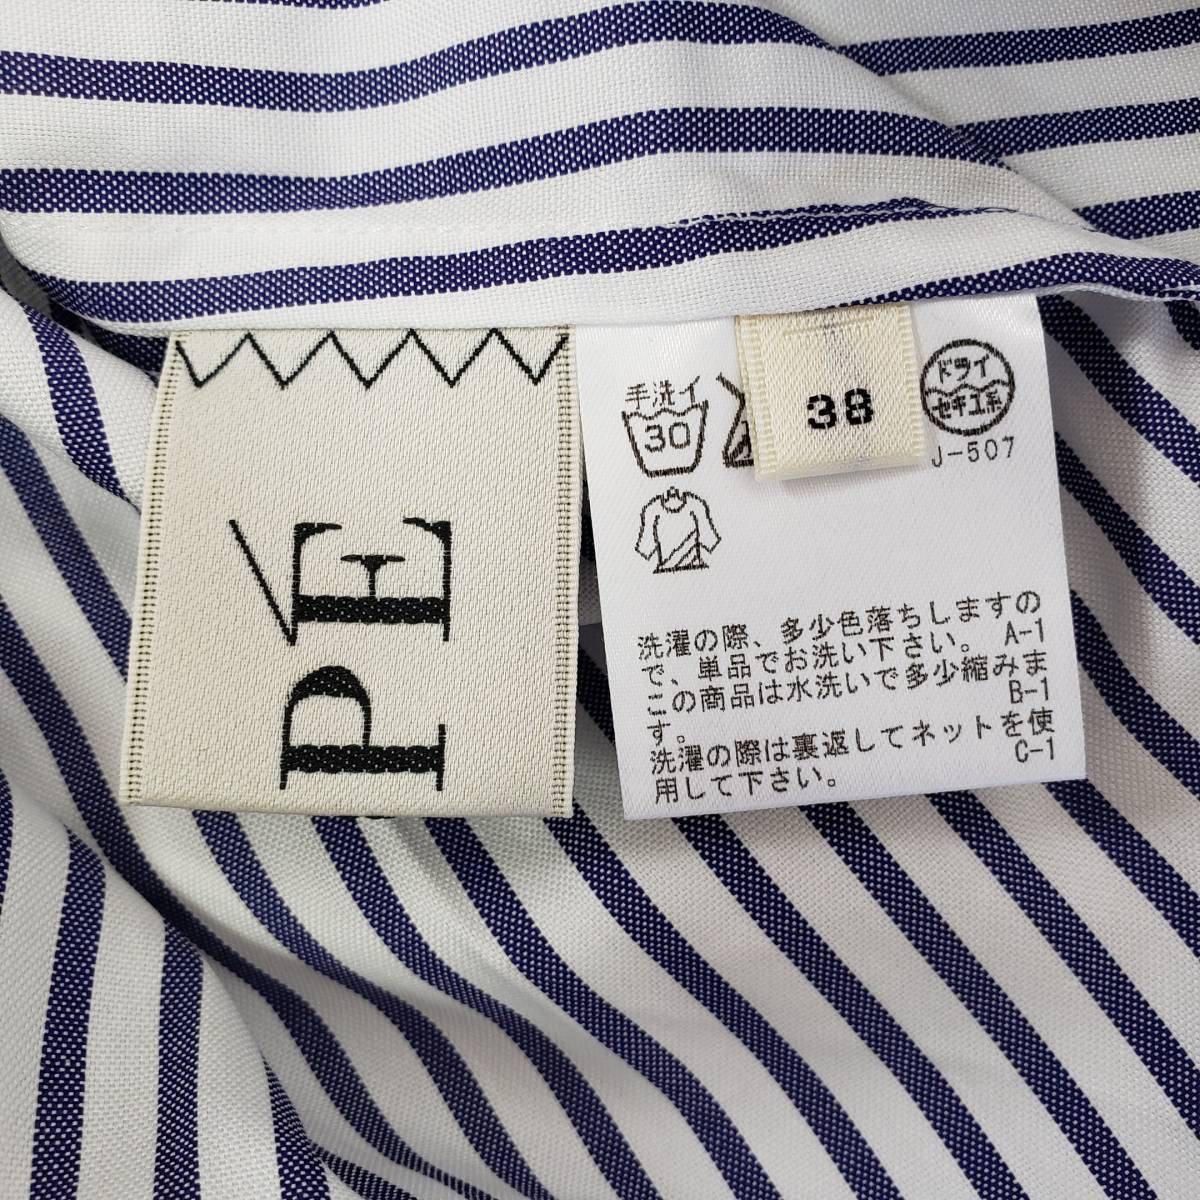 PÉ
手洗イ
30
38
ドライ
セキユ系
J-507
洗濯の際、多少色落ちしますの
で、単品でお洗い下さい。 A-1
この商品は水洗いで多少縮みま
す。 B-1
洗濯の際は裏返してネットを使
用して下さい。 C-1